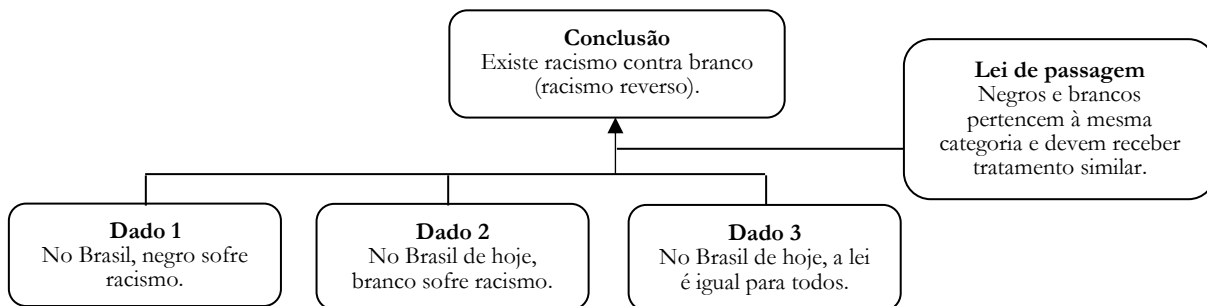 Conclusão
Existe racismo contra branco
(racismo reverso).
Lei de passagem
Negros e brancos
pertencem à mesma
categoria e devem receber
tratamento similar.
Dado 1
No Brasil, negro sofre
racismo.
Dado 2
No Brasil de hoje,
branco sofre racismo.
Dado 3
No Brasil de hoje, a lei
é igual para todos.